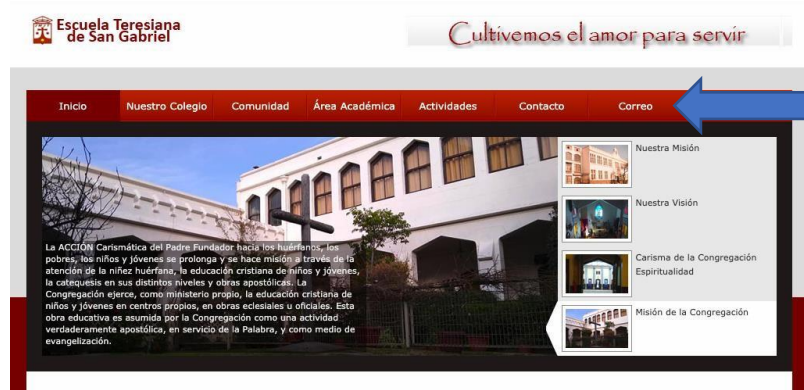 Escuela Teresiana
de San Gabriel
Cultivemos el amor para servir
Inicio Nuestro Colegio Comunidad Área Académica Actividades Contacto Correo
La ACCIÓN Carismática del Padre Fundador hacia los huérfanos, los
pobres, los niños y jóvenes se prolonga y se hace misión a través de la
atención de la niñez huérfana, la educación cristiana de niños y jóvenes,
la catequesis en sus distintos niveles y obras apostólicas. La
Congregación ejerce, como ministerio propio, la educación cristiana de
niños y jóvenes en centros propios, en obras eclesiales u oficiales. Esta
obra educativa es asumida por la Congregación como una actividad
verdaderamente apostólica, en servicio de la Palabra, y como medio de
evangelización.
Nuestra Misión
Nuestra Visión
Carisma de la Congregación
Espiritualidad
Misión de la Congregación